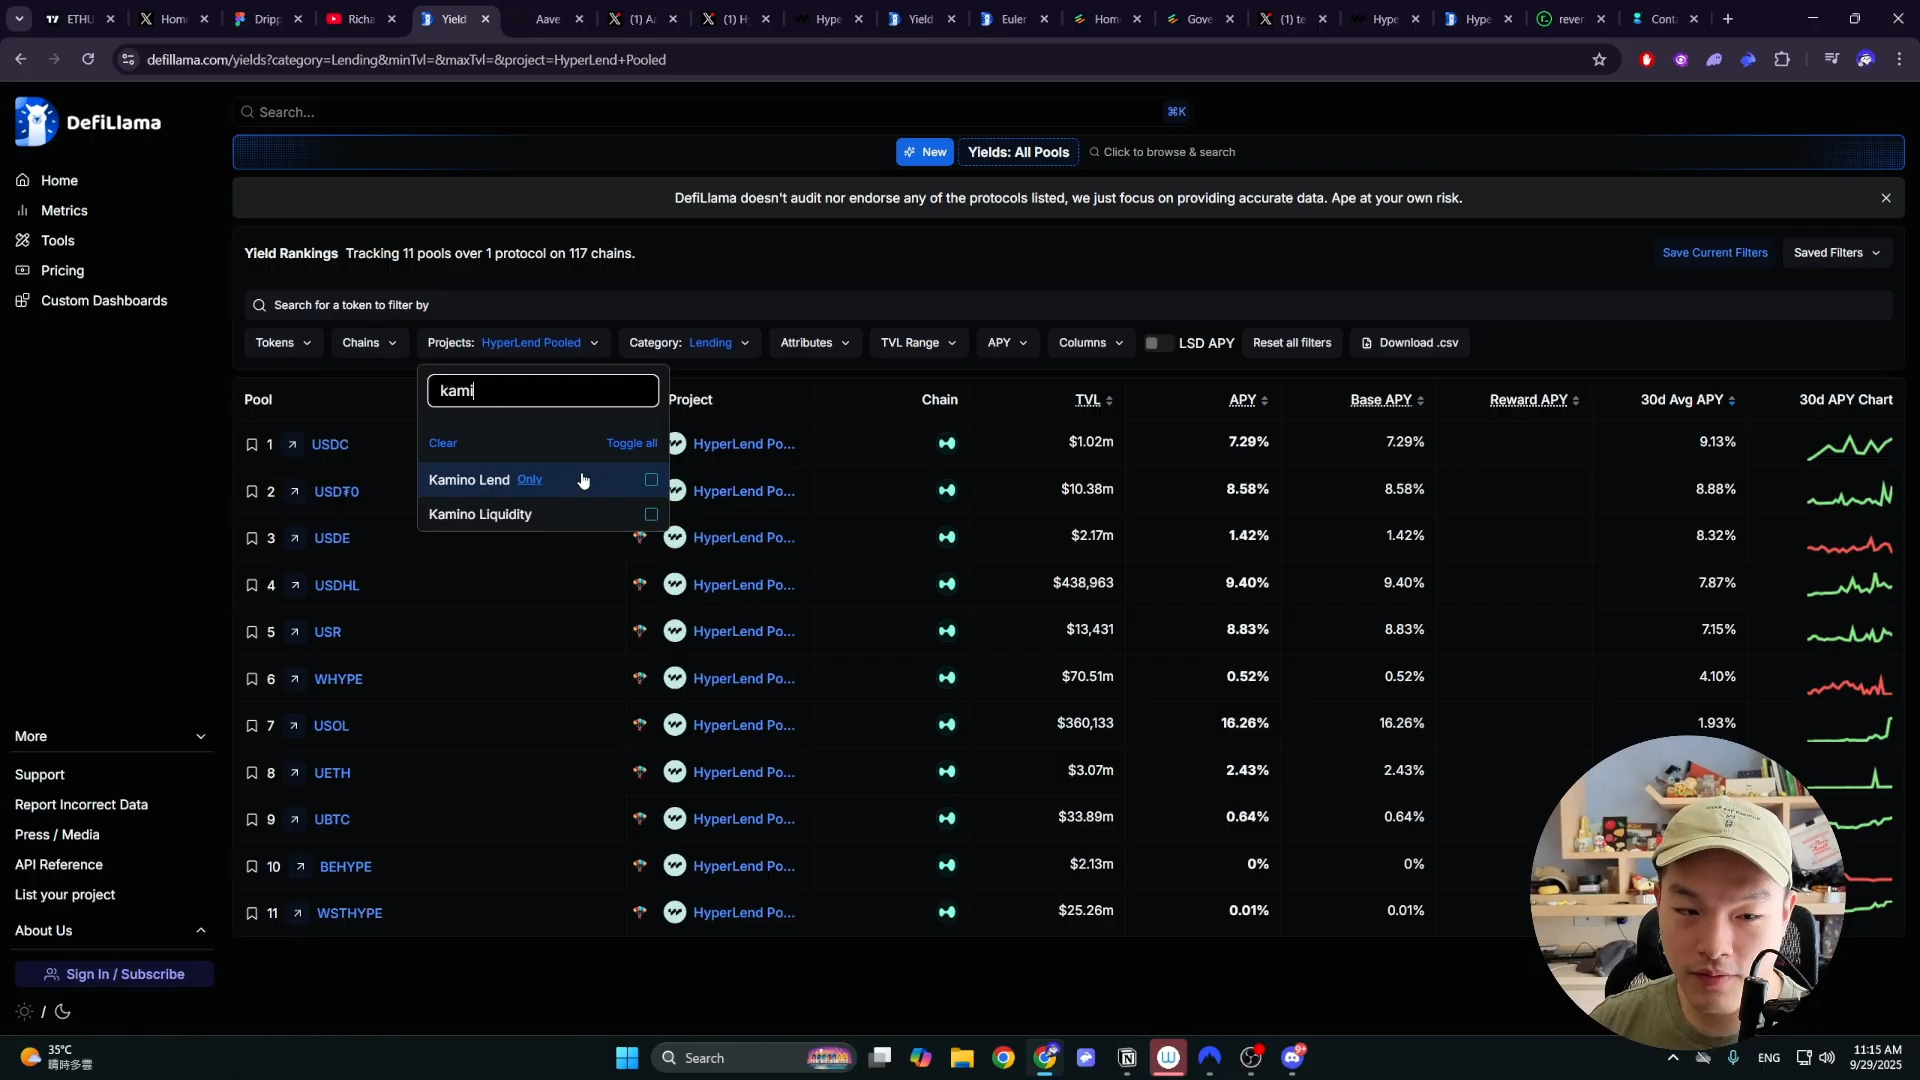 ETHU
Hom
Dripp
Richa
Yield
Aave
(1) Aa
(1) H
Hype
Yield
Euler
Hom
Gove
(1) te
Hype
Hype
rever
Cont
defillama.com/yields?category=Lending&minTvl=&maxTvl=&project=HyperLend+Pooled
DefiLlama
Search...
⌘K
New
Yields: All Pools
Click to browse & search
DefiLlama doesn't audit nor endorse any of the protocols listed, we just focus on providing accurate data. Ape at your own risk.
Home
Metrics
Tools
Pricing
Custom Dashboards
Yield Rankings Tracking 11 pools over 1 protocol on 117 chains.
Save Current Filters
Saved Filters
Search for a token to filter by
Tokens
Chains
Projects: HyperLend Pooled
Category: Lending
Attributes
TVL Range
APY
Columns
LSD APY
Reset all filters
Download .csv
kami
Clear
Toggle all
Kamino Lend Only
Kamino Liquidity
Pool Project Chain TVL APY Base APY Reward APY 30d Avg APY 30d APY Chart
1 USDC HyperLend Po... $1.02m 7.29% 7.29% 9.13%
2 USD₮0 HyperLend Po... $10.38m 8.58% 8.58% 8.88%
3 USDE HyperLend Po... $2.17m 1.42% 1.42% 8.32%
4 USDHL HyperLend Po... $438,963 9.40% 9.40% 7.87%
5 USR HyperLend Po... $13,431 8.83% 8.83% 7.15%
6 WHYPE HyperLend Po... $70.51m 0.52% 0.52% 4.10%
7 USOL HyperLend Po... $360,133 16.26% 16.26% 1.93%
8 UETH HyperLend Po... $3.07m 2.43% 2.43%
9 UBTC HyperLend Po... $33.89m 0.64% 0.64%
10 BEHYPE HyperLend Po... $2.13m 0% 0%
11 WSTHYPE HyperLend Po... $25.26m 0.01% 0.01%
More
Support
Report Incorrect Data
Press / Media
API Reference
List your project
About Us
Sign In / Subscribe
/
35°C
晴時多雲
Search
ENG
11:15 AM
9/29/2025